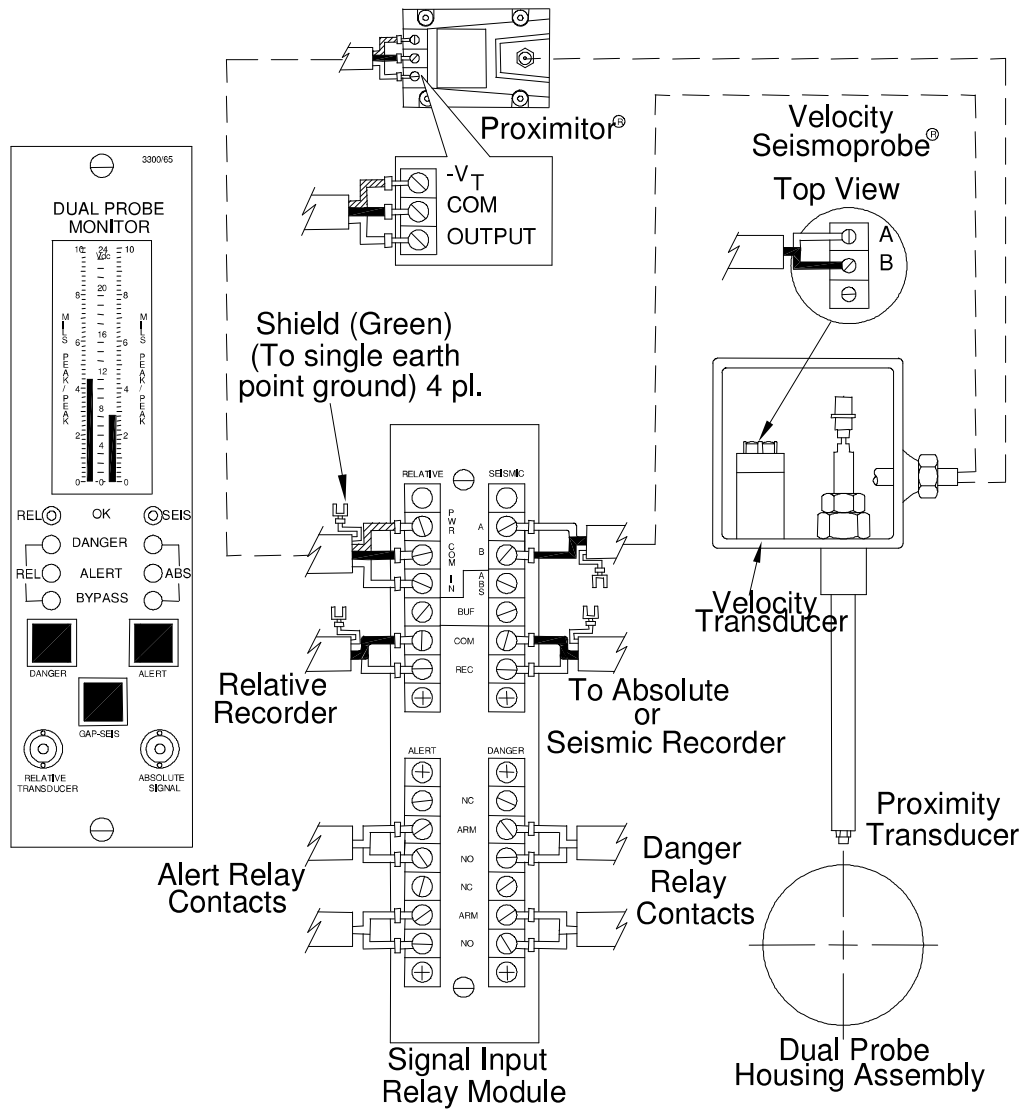 Proximitor®
-VT
COM
OUTPUT
Velocity
Seismoprobe®
Top View
A
B
3300/65
DUAL PROBE
MONITOR
10 24 10
Vdc
20
8 8
16
6 6
12
4 4
8
2 2
4
0 0 0
MILS PEAK/PEAK
MILS PEAK/PEAK
REL OK SEIS
DANGER
REL ALERT ABS
BYPASS
DANGER
ALERT
GAP-SEIS
RELATIVE
TRANSDUCER
ABSOLUTE
SIGNAL
Shield (Green)
(To single earth
point ground) 4 pl.
RELATIVE
SEISMIC
PWR
COM
IN
A
B
ABS
BUF
COM
REC
Relative
Recorder
To Absolute
or
Seismic Recorder
ALERT
DANGER
NC
ARM
NO
NC
ARM
NO
Alert Relay
Contacts
Danger
Relay
Contacts
Signal Input
Relay Module
Velocity
Transducer
Proximity
Transducer
Dual Probe
Housing Assembly